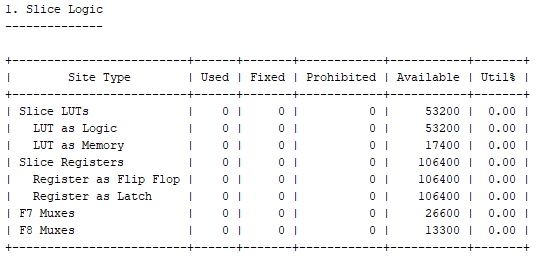 1. Slice Logic
--------------
+----------------------------+------+-------+------------+-----------+-------+
|          Site Type         | Used | Fixed | Prohibited | Available | Util% |
+----------------------------+------+-------+------------+-----------+-------+
| Slice LUTs                 |    0 |     0 |          0 |     53200 |  0.00 |
|   LUT as Logic             |    0 |     0 |          0 |     53200 |  0.00 |
|   LUT as Memory            |    0 |     0 |          0 |     17400 |  0.00 |
| Slice Registers            |    0 |     0 |          0 |    106400 |  0.00 |
|   Register as Flip Flop    |    0 |     0 |          0 |    106400 |  0.00 |
|   Register as Latch        |    0 |     0 |          0 |    106400 |  0.00 |
| F7 Muxes                   |    0 |     0 |          0 |     26600 |  0.00 |
| F8 Muxes                   |    0 |     0 |          0 |     13300 |  0.00 |
+----------------------------+------+-------+------------+-----------+-------+